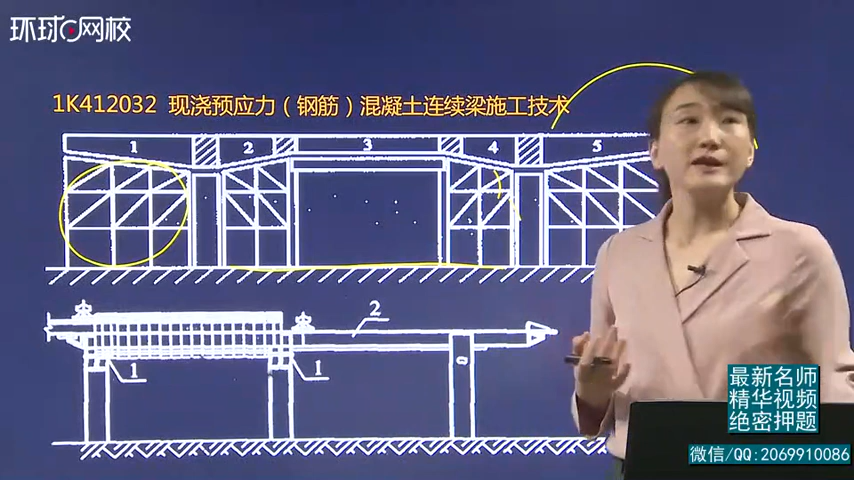 环球网校
1K412032 现浇预应力（钢筋）混凝土连续梁施工技术
1 2 3 4 5
2
1 1
最新名师
精华视频
绝密押题
微信/QQ:2069910086